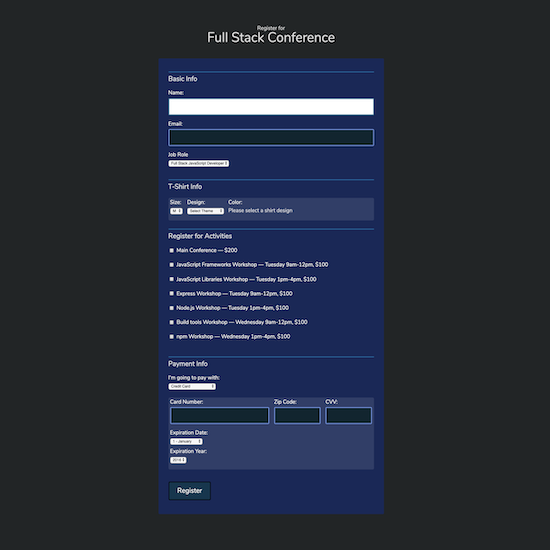 Register for
Full Stack Conference
Basic Info
Name:
Email:
Job Role
Full Stack JavaScript Developer
T-Shirt Info
Size: Design: Color:
M Select Theme Please select a shirt design
Register for Activities
Main Conference — $200
JavaScript Frameworks Workshop — Tuesday 9am-12pm, $100
JavaScript Libraries Workshop — Tuesday 1pm-4pm, $100
Express Workshop — Tuesday 9am-12pm, $100
Node.js Workshop — Tuesday 1pm-4pm, $100
Build tools Workshop — Wednesday 9am-12pm, $100
npm Workshop — Wednesday 1pm-4pm, $100
Payment Info
I'm going to pay with:
Credit Card
Card Number: Zip Code: CVV:
Expiration Date:
1 - January
Expiration Year:
Register